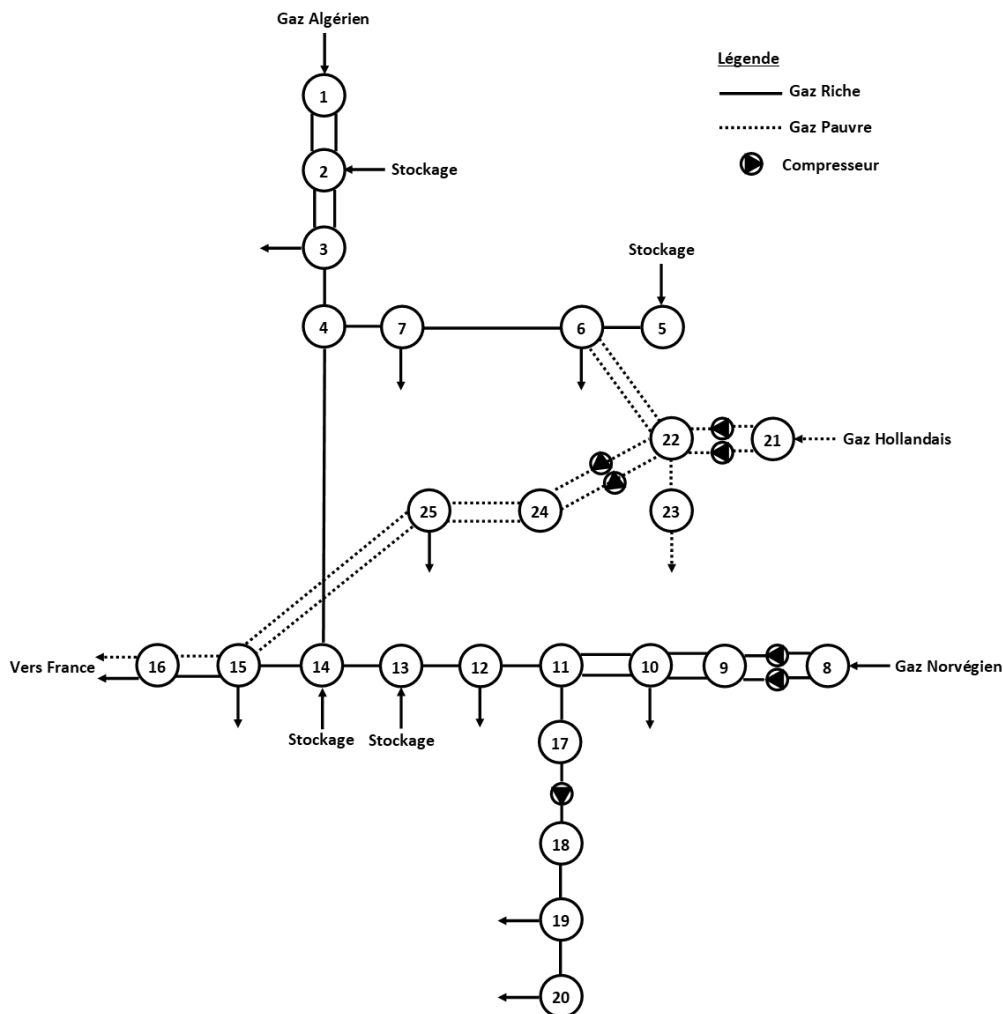 Gaz Algérien
Légende
Gaz Riche
Gaz Pauvre
Compresseur
1
2
Stockage
3
Stockage
4
7
6
5
22
21
Gaz Hollandais
25
24
23
Vers France
16
15
14
13
12
11
10
9
8
Gaz Norvégien
Stockage
Stockage
17
18
19
20